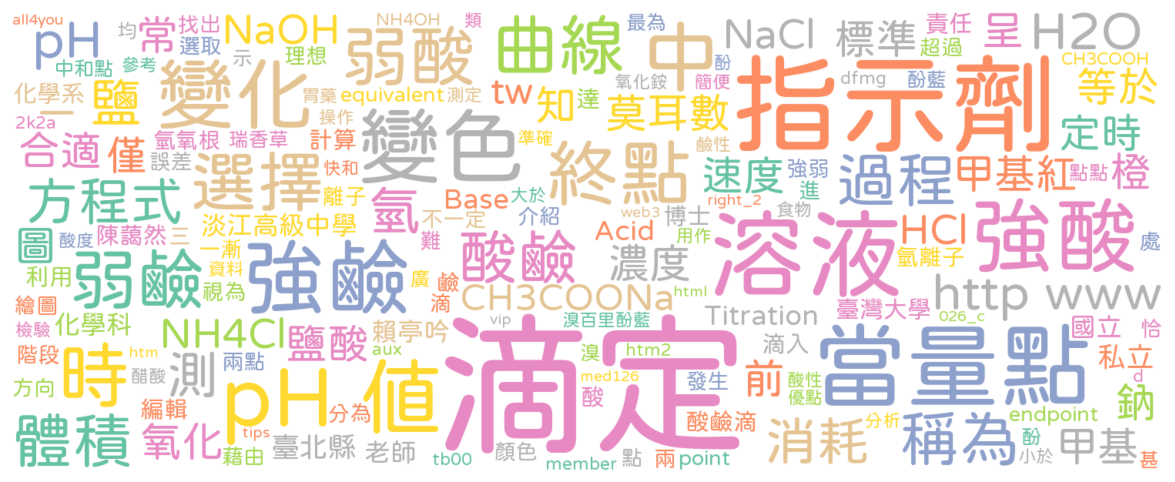 all4you
均
常
找出
選取
NaOH
理想
示
NH4OH
類
弱酸
曲線
最為
酚
中
NaCl
標準
責任
超過
呈
H2O
pH
中和點
參考
變化
氧化銨
簡便
dfmg
酚藍
CH3COOH
等於
化學系
一
鹽
胃藥
equivalent
測定
tw
知
達
莫耳數
指示劑
2k2a
氫氧根
瑞香草
操作
計算
變色
準確
鹼性
定時
合適
僅
誤差
選擇
快和
離子
終點
速度
強弱
進
過程
甲基紅
點點
橙
方程式
氫
Base
大於
介紹
web3
博士
right_2
食物
淡江高級中學
不一定
難
Acid
用作
溶液
HCl
氫離子
強酸
處
圖
酸度
陳藹然
三
一漸
資料
利用
弱鹼
視為
強鹼
廣
鹼
滴
酸鹼
濃度
繪圖
CH3COONa
html
臺灣大學
http
www
檢驗
化學科
NH4Cl
鹽酸
賴亭吟
vip
溴百里酚藍
Titration
026_c
國立
恰
階段
htm
時
兩點
aux
滴定
溴
htm2
滴入
當量點
私立
方向
醋酸
測
pH
值
med126
酸
發生
前
酸性
優點
d
鈉
編輯
tips
分為
酸鹼滴
分析
endpoint
體積
氧化
藉由
臺北縣
老師
tb00
顏色
member
點
兩
point
消耗
稱為
酚
小於
甲基
甚